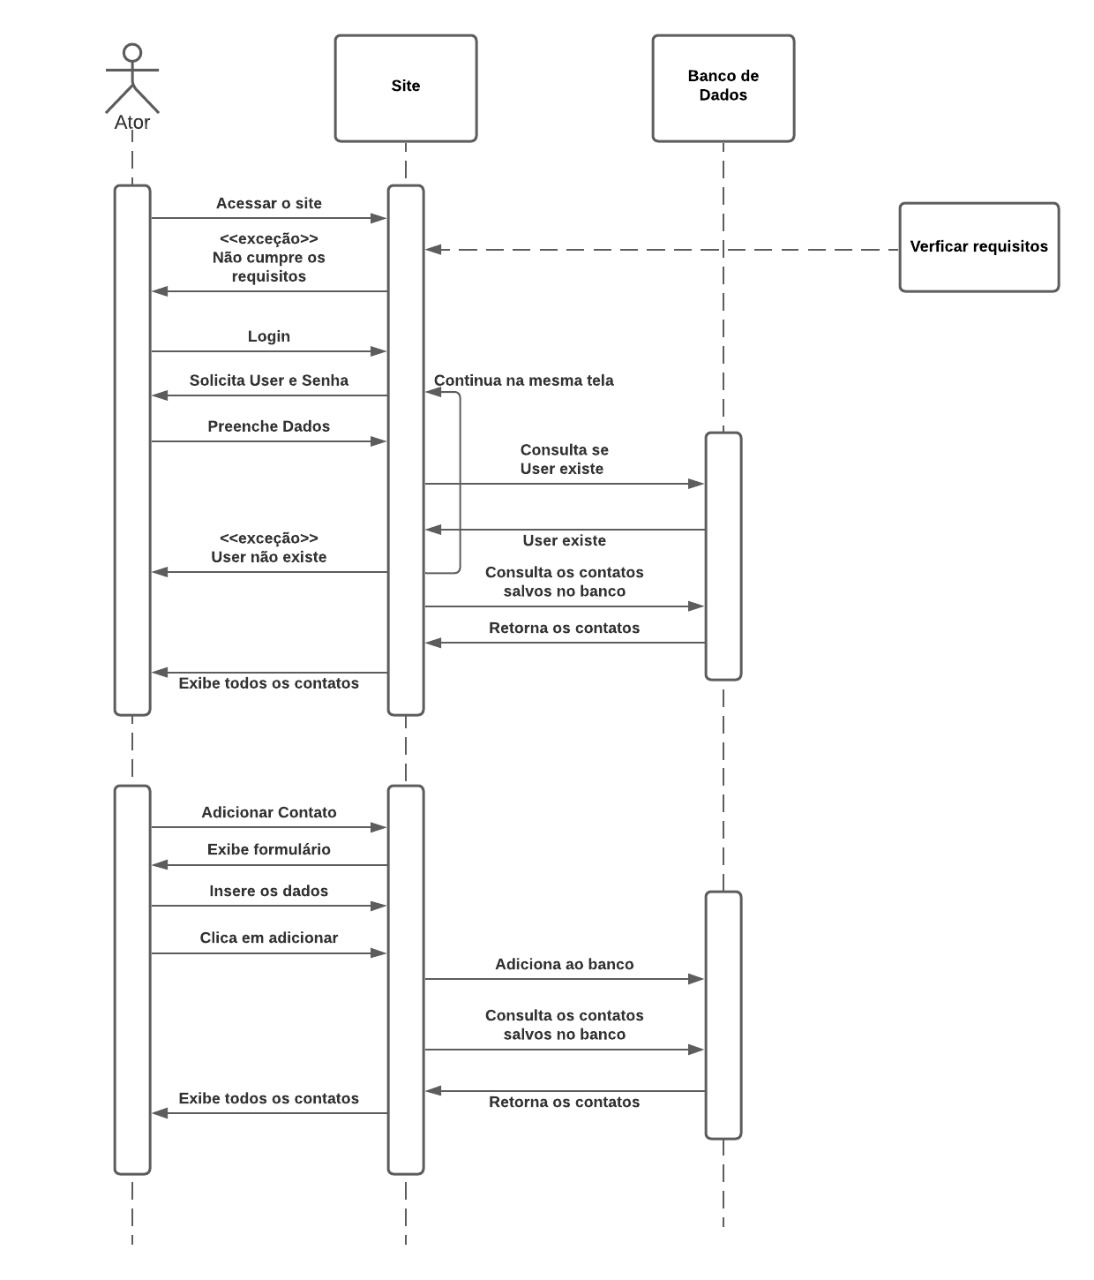 Ator
Site
Banco de
Dados
Acessar o site
<<exceção>>
Não cumpre os
requisitos
Verficar requisitos
Login
Solicita User e Senha
Continua na mesma tela
Preenche Dados
Consulta se
User existe
User existe
<<exceção>>
User não existe
Consulta os contatos
salvos no banco
Retorna os contatos
Exibe todos os contatos
Adicionar Contato
Exibe formulário
Insere os dados
Clica em adicionar
Adiciona ao banco
Consulta os contatos
salvos no banco
Exibe todos os contatos
Retorna os contatos